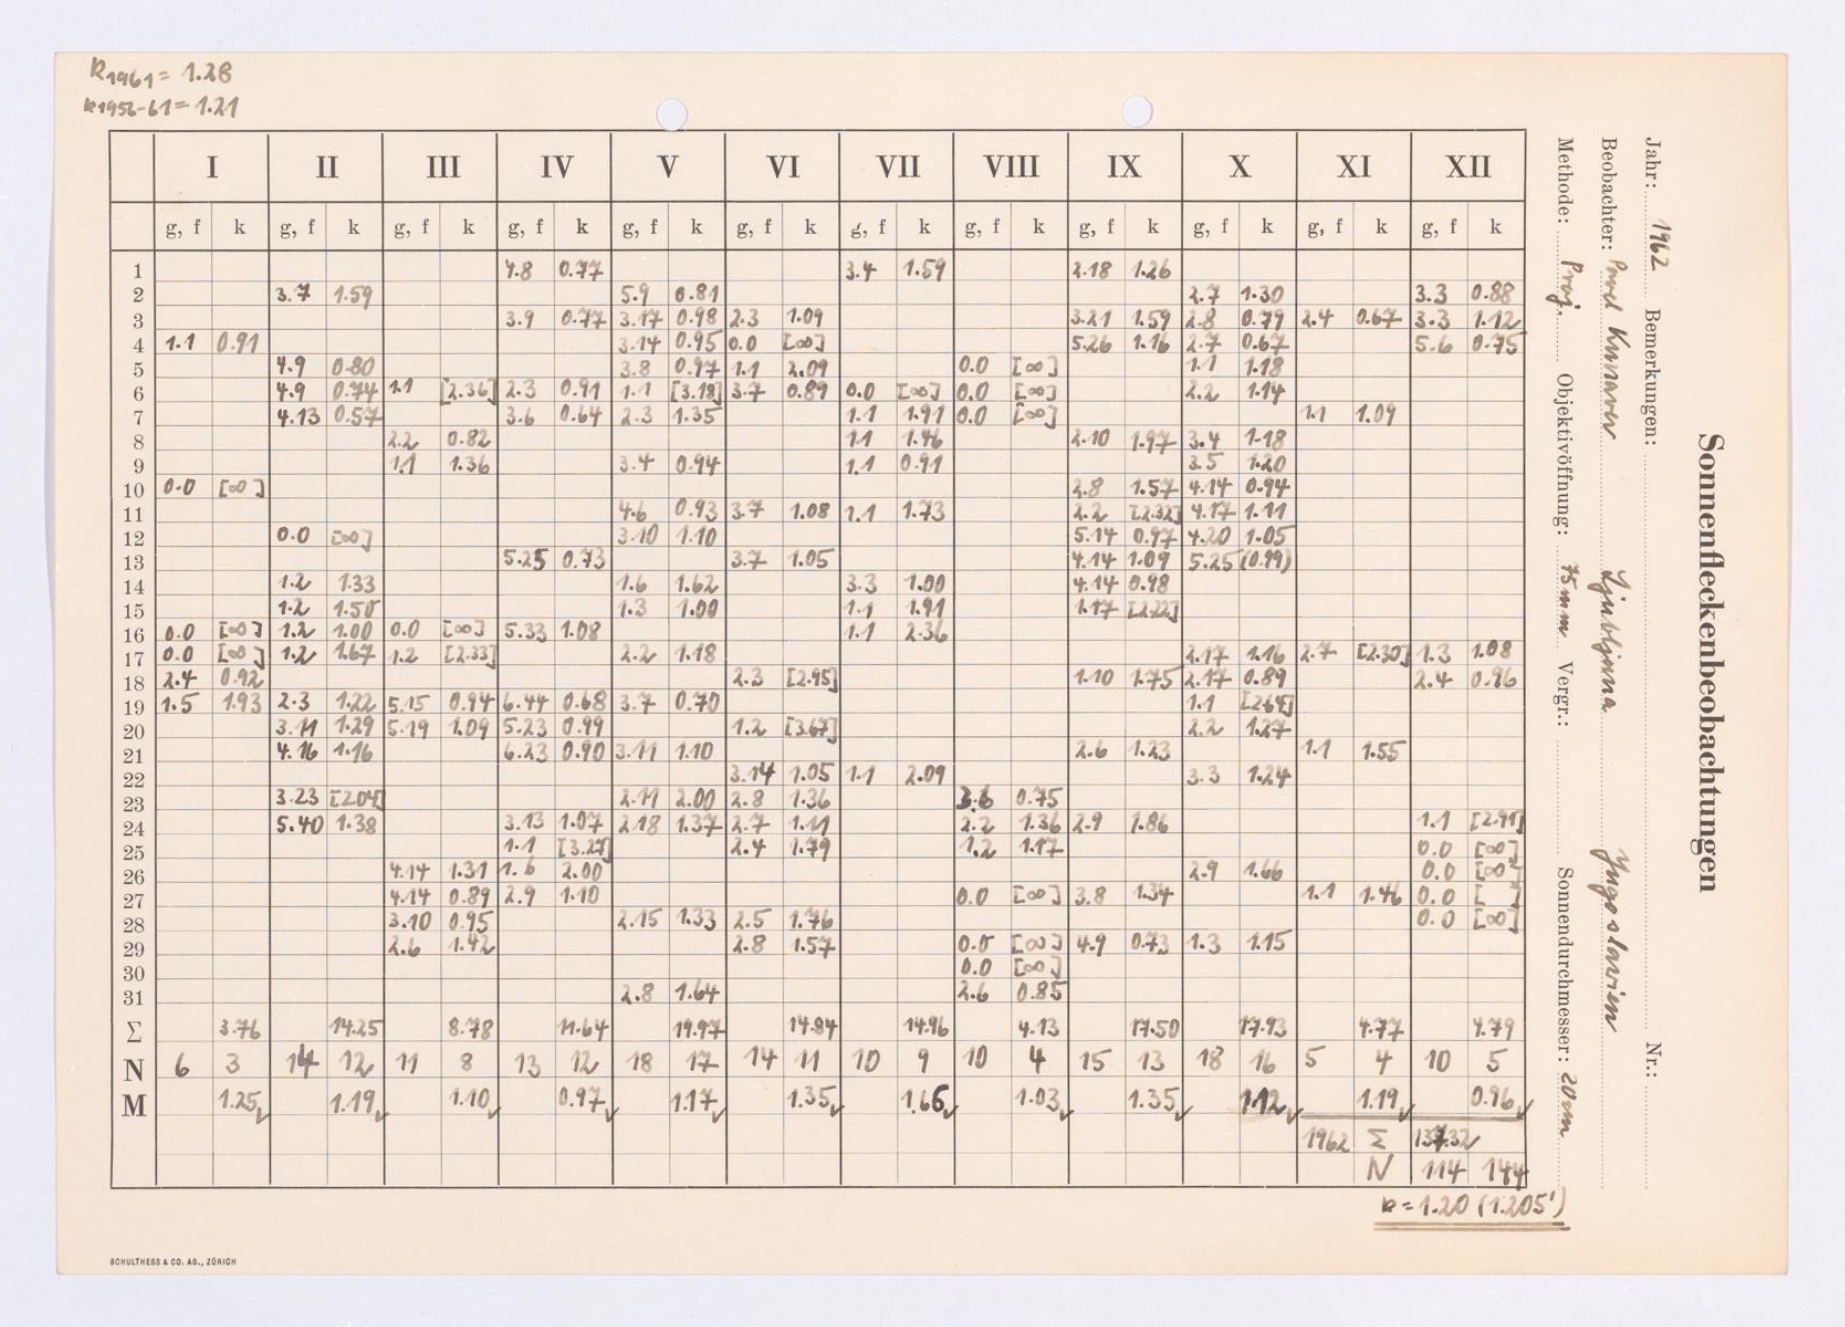 k1961 = 1.28
k1956-61 = 1.21
Sonnenfleckenbeobachtungen
Jahr: 1962 Bemerkungen: Nr.:
Beobachter: Pavel Kunaver Ljubljana Jugoslavien
Methode: Proj. Objektivöffnung: 75 mm Vergr.: Sonnendurchmesser: 20 cm
I II III IV V VI VII VIII IX X XI XII
g, f k g, f k g, f k g, f k g, f k g, f k g, f k g, f k g, f k g, f k g, f k g, f k
1 4.8 0.77 3.4 1.59 2.18 1.26
2 3.7 1.59 5.9 0.81 2.7 1.30 3.3 0.88
3 3.9 0.77 3.17 0.98 2.3 1.09 3.21 1.59 2.8 0.79 2.4 0.67 3.3 1.12
4 1.1 0.91 3.14 0.95 0.0 [∞] 5.26 1.16 2.7 0.67 5.6 0.75
5 4.9 0.80 3.8 0.97 1.1 2.09 0.0 [∞] 1.1 1.18
6 4.9 0.74 1.1 [2.36] 2.3 0.91 1.1 [3.18] 3.7 0.89 0.0 [∞] 0.0 [∞] 2.2 1.14
7 4.13 0.57 3.6 0.64 2.3 1.35 1.1 1.91 0.0 [∞] 1.1 1.09
8 2.2 0.82 1.1 1.46 2.10 1.97 3.4 1.18
9 1.1 1.36 3.4 0.94 1.1 0.91 3.5 1.20
10 0.0 [∞] 2.8 1.57 4.14 0.94
11 4.6 0.93 3.7 1.08 1.1 1.73 2.2 [2.32] 4.17 1.11
12 0.0 [∞] 3.10 1.10 5.14 0.97 4.20 1.05
13 5.25 0.73 3.7 1.05 4.14 1.09 5.25 (0.99)
14 1.2 1.33 1.6 1.62 3.3 1.00 4.14 0.98
15 1.2 1.50 1.3 1.00 1.1 1.91 1.17 [2.22]
16 0.0 [∞] 1.2 1.00 0.0 [∞] 5.33 1.08 1.1 2.36
17 0.0 [∞] 1.2 1.67 1.2 [2.33] 2.2 1.18 2.17 1.16 2.7 [2.30] 1.3 1.08
18 2.4 0.92 2.3 [2.95] 1.10 1.75 2.17 0.89 2.4 0.96
19 1.5 1.93 2.3 1.22 5.15 0.94 6.44 0.68 3.7 0.70 1.1 [2.64]
20 3.11 1.29 5.19 1.09 5.23 0.99 1.2 [3.67] 2.2 1.27
21 4.16 1.16 6.23 0.90 3.11 1.10 2.6 1.23 1.1 1.55
22 3.14 1.05 1.1 2.09 3.3 1.24
23 3.23 [2.04] 2.11 2.00 2.8 1.36 3.6 0.75
24 5.40 1.38 3.13 1.07 2.18 1.37 2.7 1.11 2.2 1.36 2.9 1.86 1.1 [2.91]
25 1.1 [3.27] 2.4 1.79 1.2 1.17 0.0 [∞]
26 4.14 1.31 1.6 2.00 2.9 1.66 0.0 [∞]
27 4.14 0.89 2.9 1.10 0.0 [∞] 3.8 1.34 1.1 1.46 0.0 [ ]
28 3.10 0.95 2.15 1.33 2.5 1.76 0.0 [∞]
29 2.6 1.42 2.8 1.57 0.0 [∞] 4.9 0.73 1.3 1.15
30 0.0 [∞]
31 2.8 1.64 2.6 0.85
Σ 3.76 14.25 8.78 11.64 19.97 14.84 14.96 4.13 17.50 17.93 4.77 4.79
N 6 3 14 12 11 8 13 12 18 17 14 11 10 9 10 4 15 13 18 16 5 4 10 5
M 1.25 1.19 1.10 0.97 1.17 1.35 1.66 1.03 1.35 1.12 1.19 0.96
1962 Σ 137.32
N 114 144
k = 1.20 (1.205')
SCHULTHESS & CO. AG., ZÜRICH